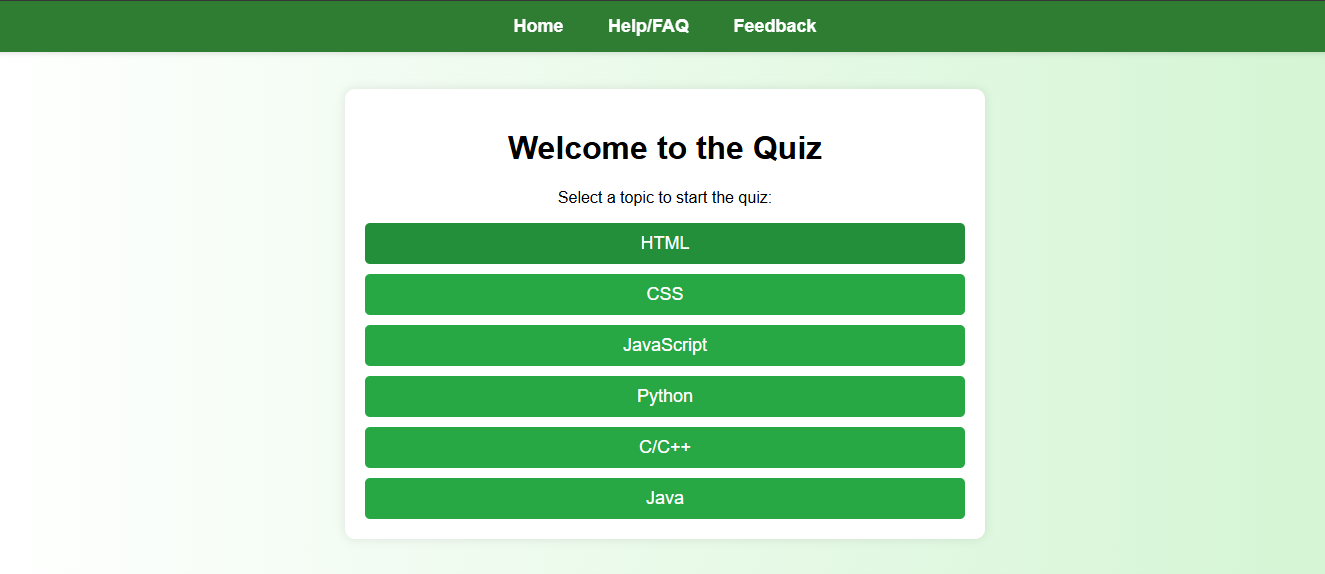 Home Help/FAQ Feedback
Welcome to the Quiz
Select a topic to start the quiz:
HTML
CSS
JavaScript
Python
C/C++
Java